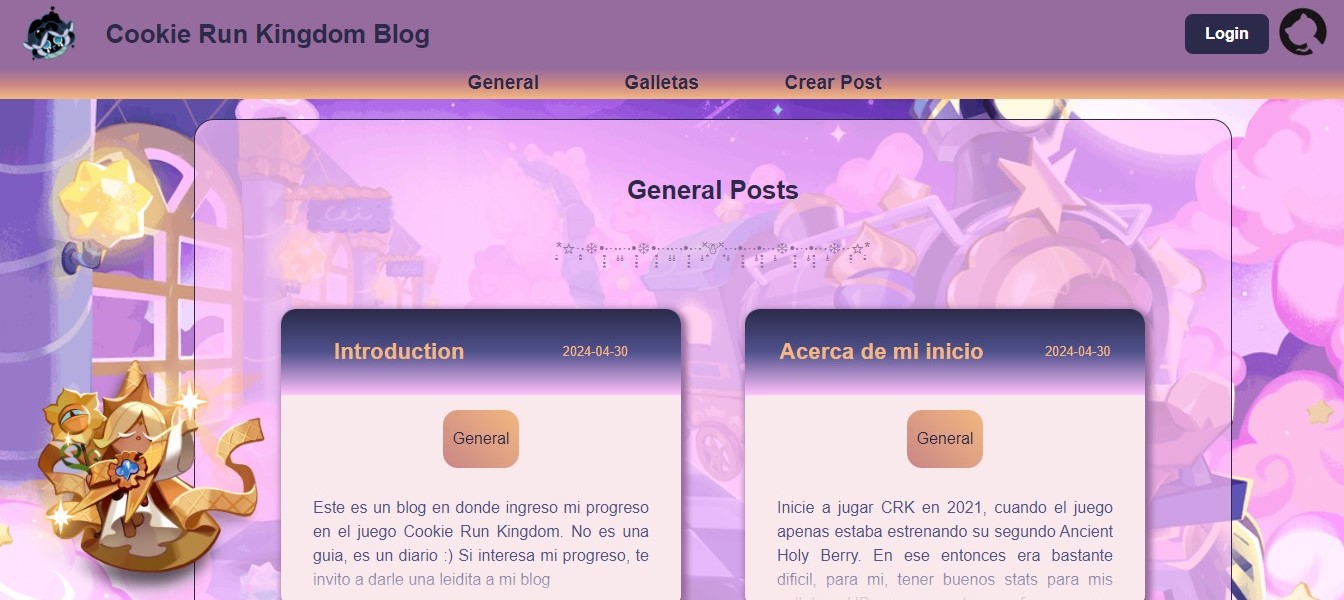 Cookie Run Kingdom Blog
Login
General Galletas Crear Post
General Posts
Introduction 2024-04-30
General
Este es un blog en donde ingreso mi progreso
en el juego Cookie Run Kingdom. No es una
guia, es un diario :) Si interesa mi progreso, te
invito a darle una leidita a mi blog
Acerca de mi inicio 2024-04-30
General
Inicie a jugar CRK en 2021, cuando el juego
apenas estaba estrenando su segundo Ancient
Holy Berry. En ese entonces era bastante
dificil, para mi, tener buenos stats para mis